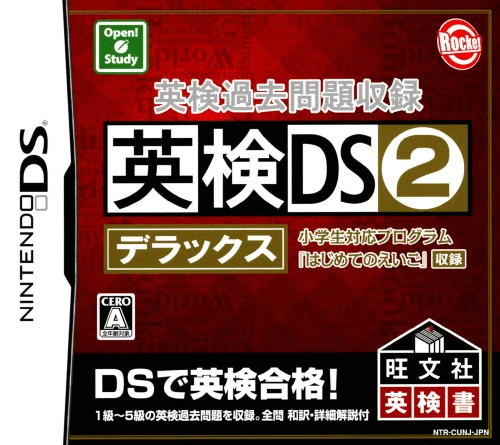 NINTENDO DS
Open!
Study
Rocket
英検過去問題収録
英検DS2
デラックス
小学生対応プログラム
『はじめてのえいご』収録
CERO
A
全年齢対象
旺文社
英検書
DSで英検合格!
1級～5級の英検過去問題を収録。全問 和訳・詳細解説付
NTR-CUNJ-JPN